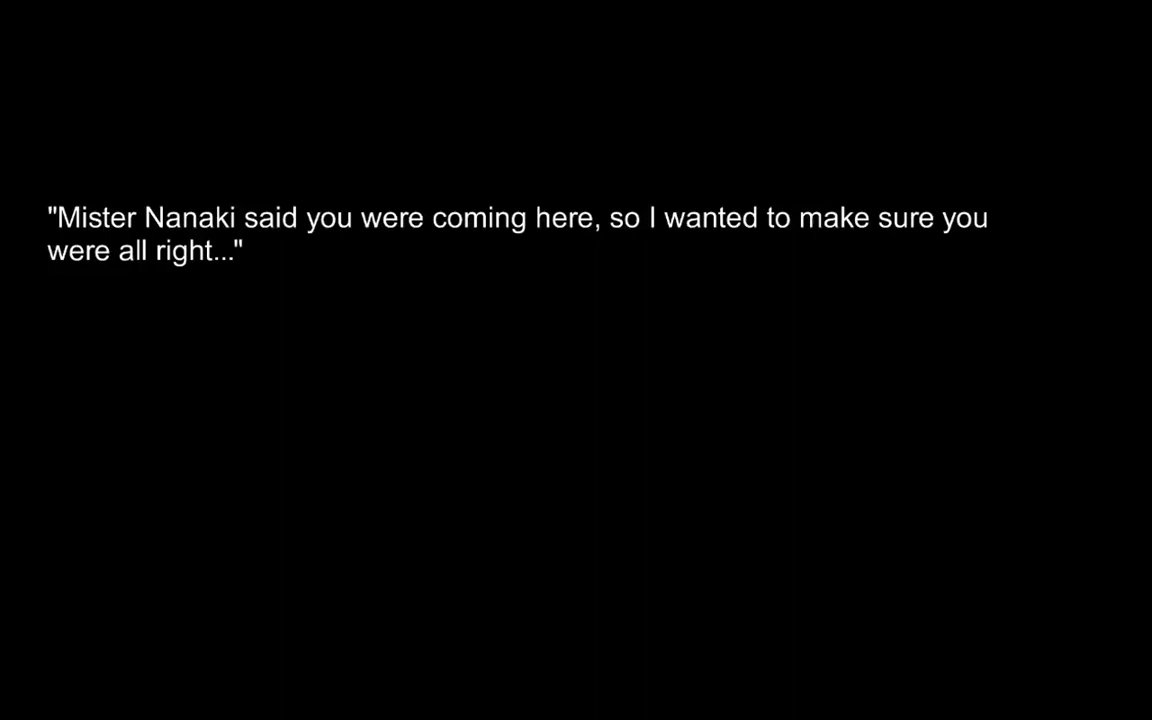 "Mister Nanaki said you were coming here, so I wanted to make sure you
were all right..."